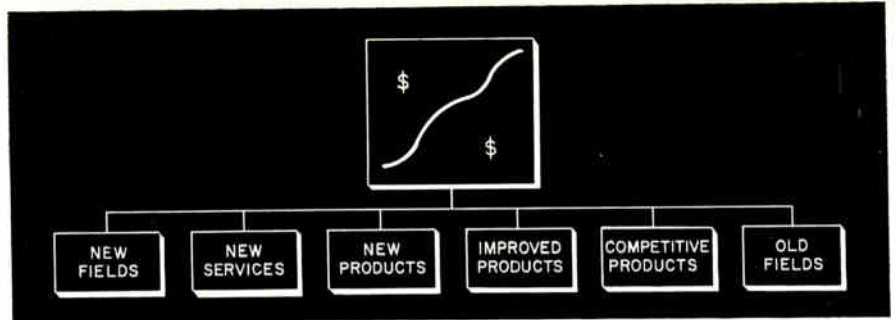 $
$
NEW
FIELDS
NEW
SERVICES
NEW
PRODUCTS
IMPROVED
PRODUCTS
COMPETITIVE
PRODUCTS
OLD
FIELDS